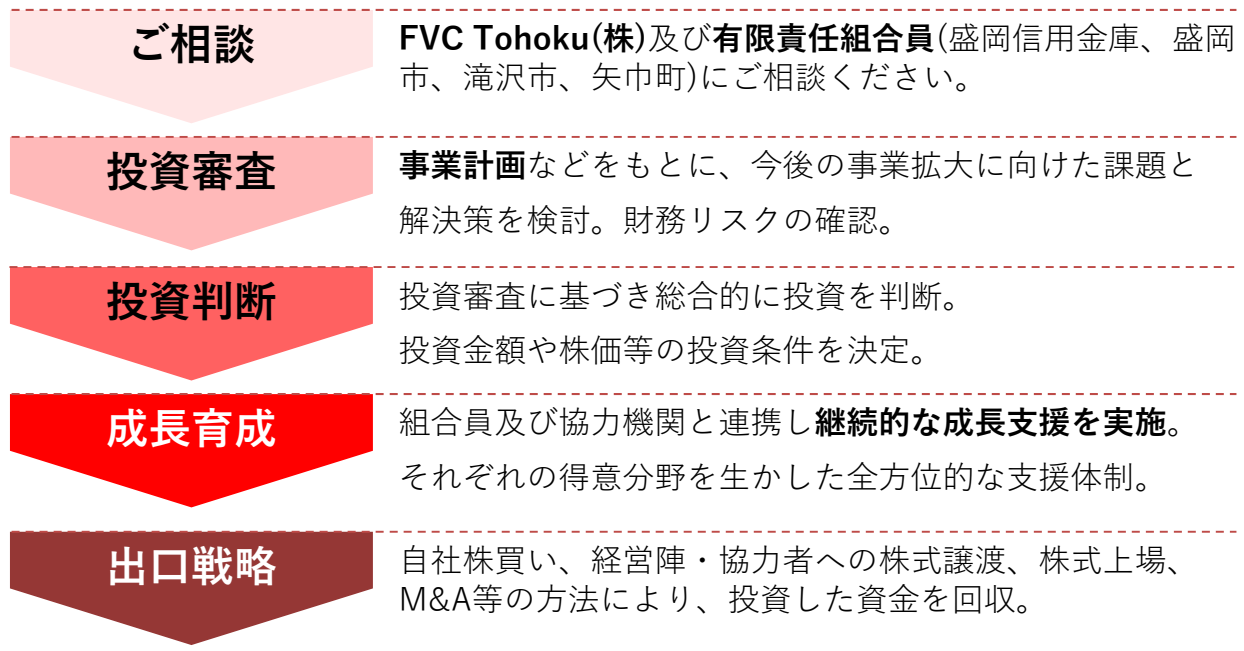 ご相談
FVC Tohoku(株)及び有限責任組合員(盛岡信用金庫、盛岡
市、滝沢市、矢巾町)にご相談ください。
投資審査
事業計画などをもとに、今後の事業拡大に向けた課題と
解決策を検討。財務リスクの確認。
投資判断
投資審査に基づき総合的に投資を判断。
投資金額や株価等の投資条件を決定。
成長育成
組合員及び協力機関と連携し継続的な成長支援を実施。
それぞれの得意分野を生かした全方位的な支援体制。
出口戦略
自社株買い、経営陣・協力者への株式譲渡、株式上場、
M&A等の方法により、投資した資金を回収。